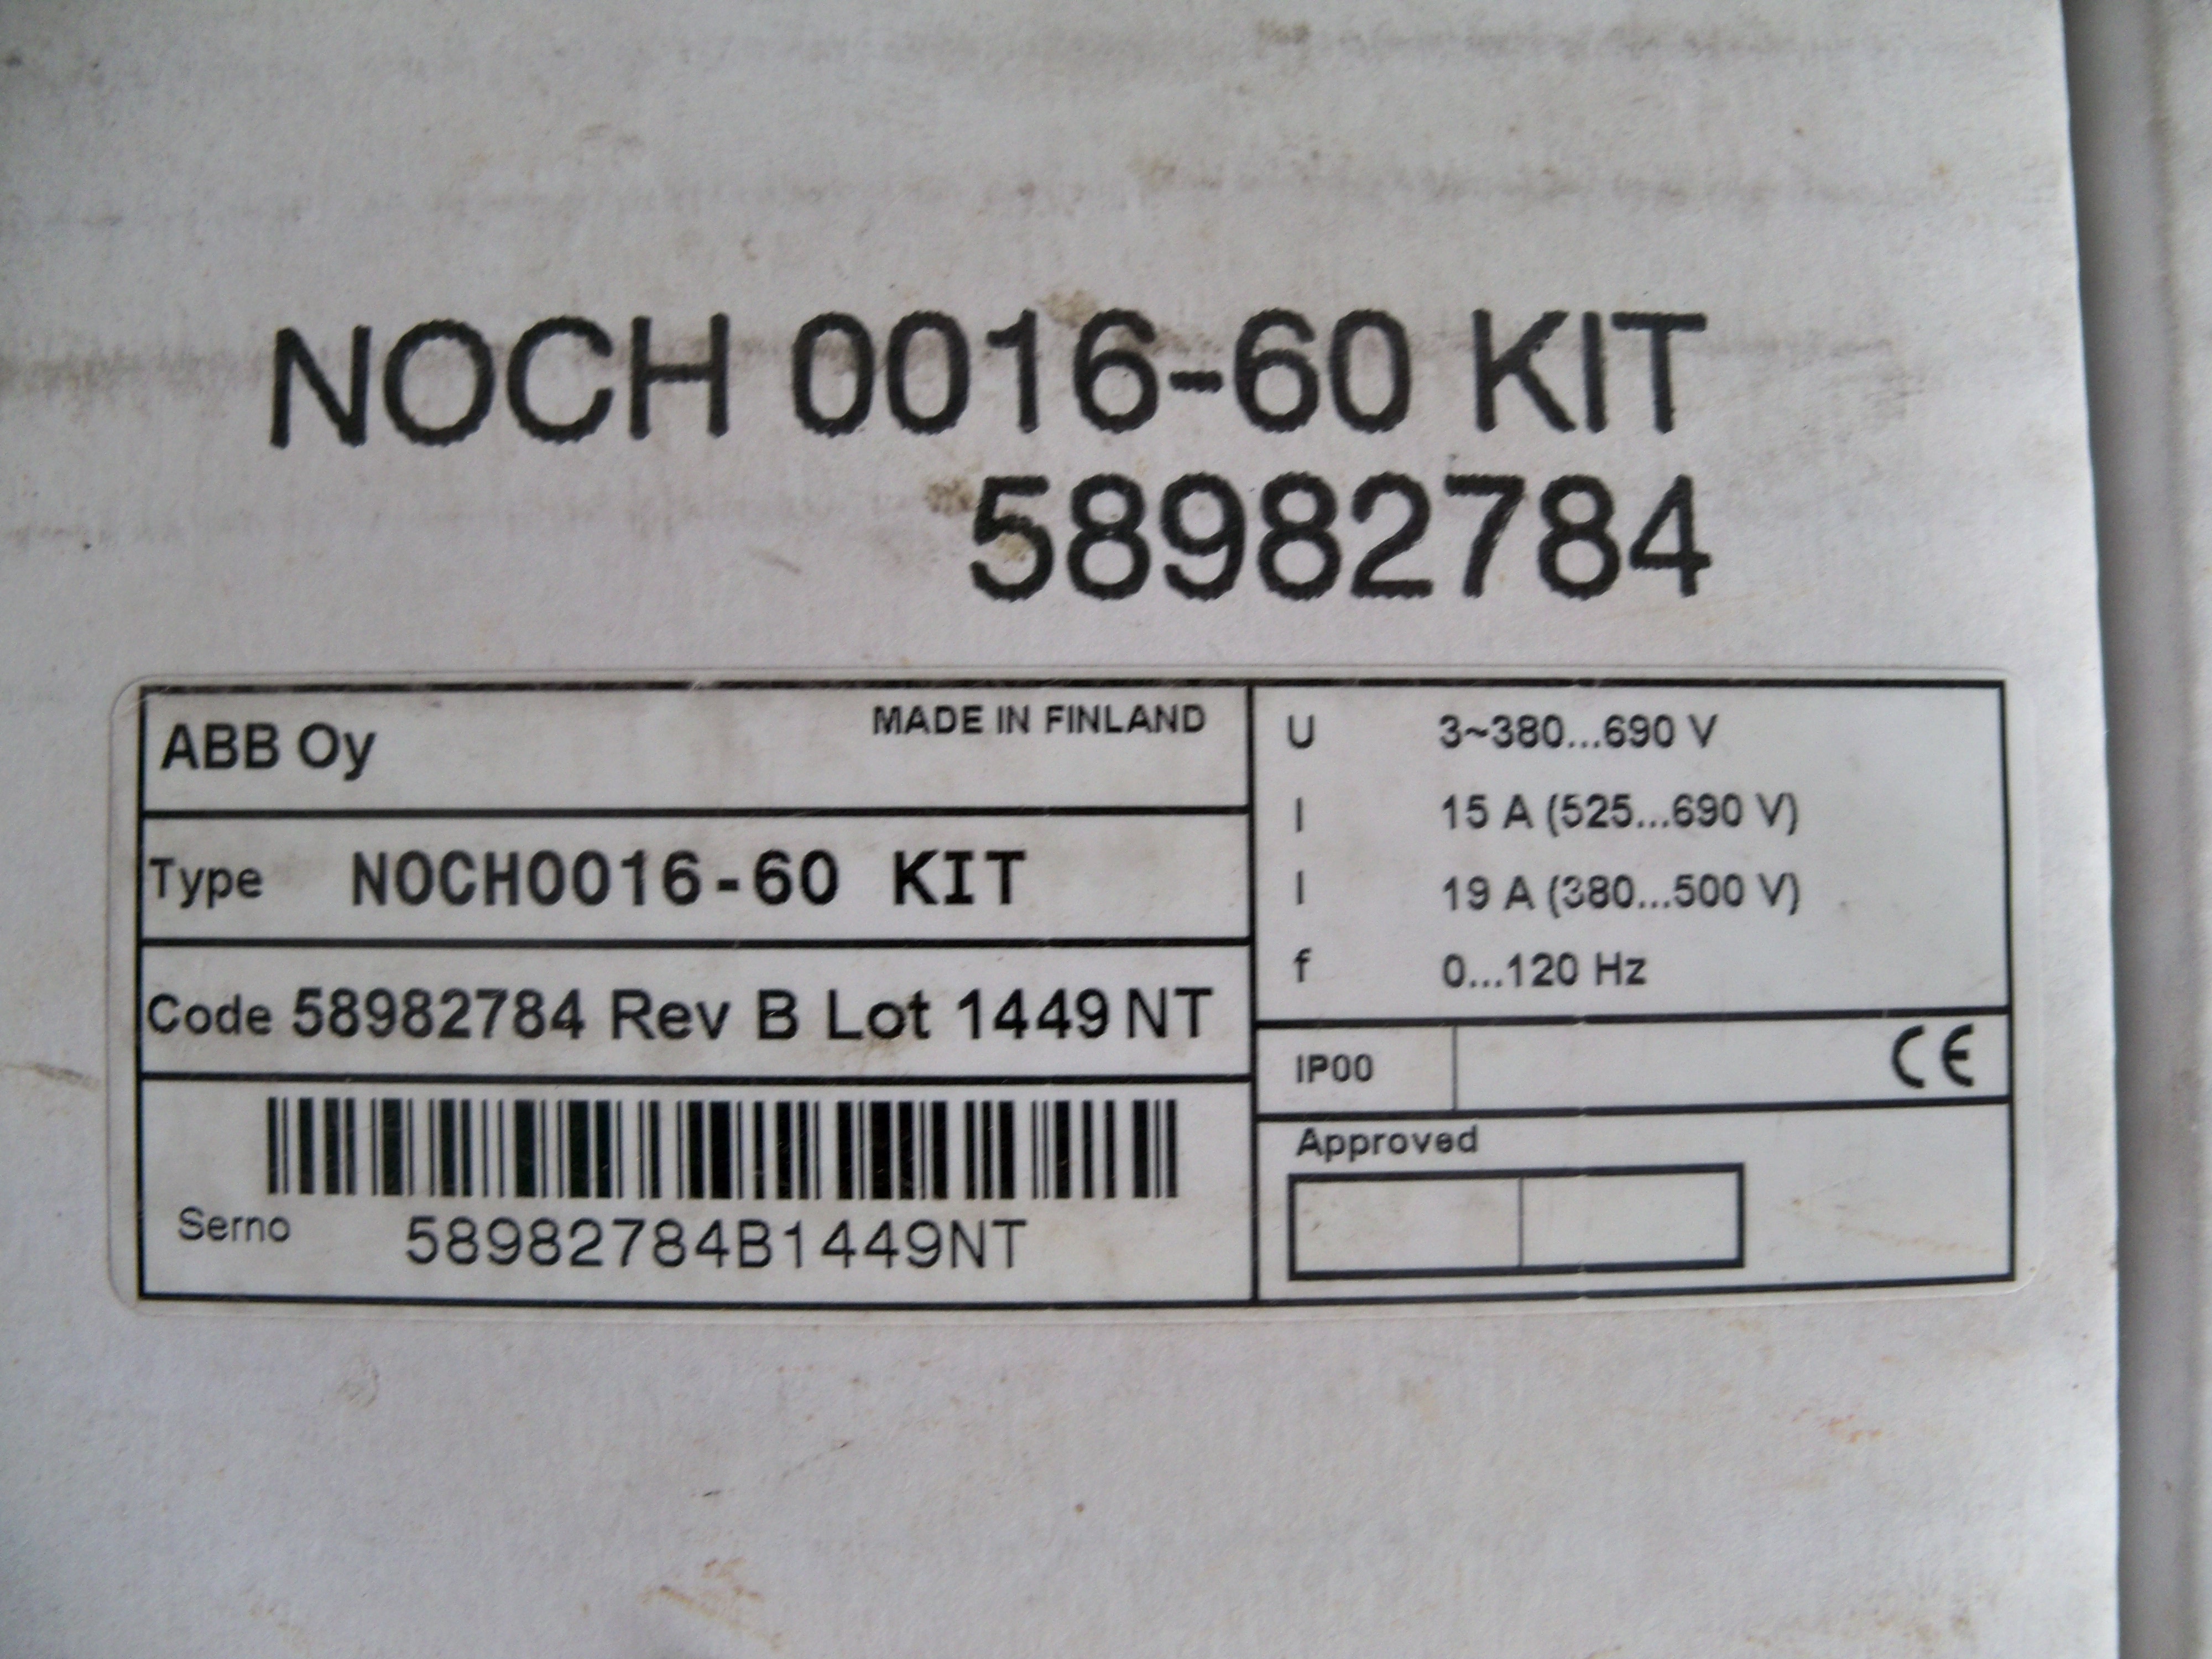 NOCH 0016-60 KIT
58982784
ABB Oy
MADE IN FINLAND
Type NOCH0016-60 KIT
Code 58982784 Rev B Lot 1449 NT
Serno 58982784B1449NT
U 3~380...690 V
I 15 A (525...690 V)
I 19 A (380...500 V)
f 0...120 Hz
IP00 CE
Approved